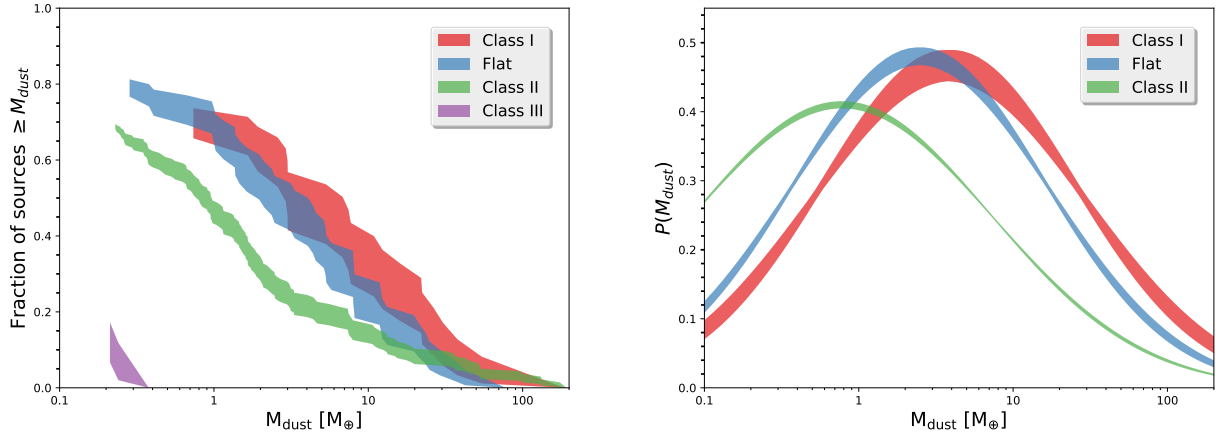 Fraction of sources ≥ M_dust
1.0
0.8
0.6
0.4
0.2
0.0
0.1
1
10
100
M_dust [M_⊕]
Class I
Flat
Class II
Class III
P(M_dust)
0.5
0.4
0.3
0.2
0.1
0.0
0.1
1
10
100
M_dust [M_⊕]
Class I
Flat
Class II